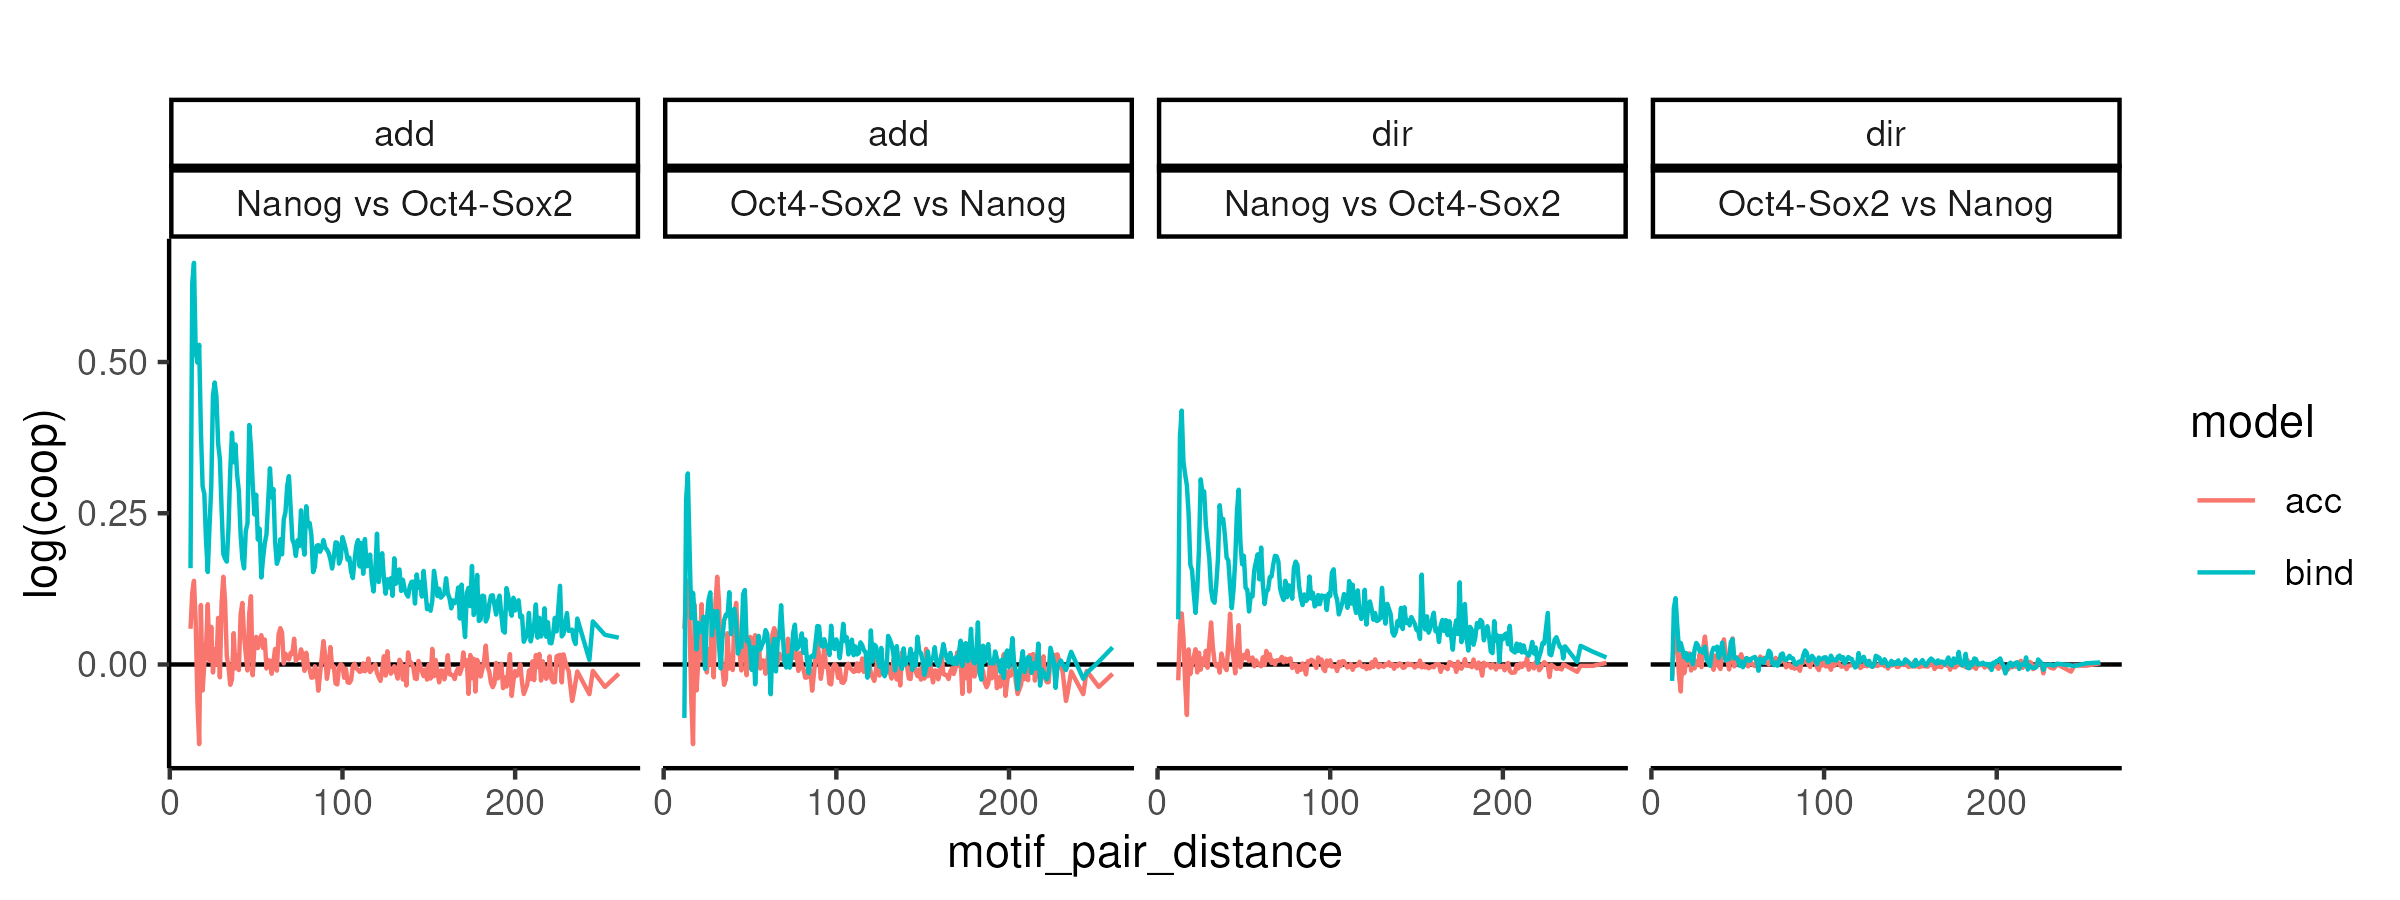 add
add
dir
dir
Nanog vs Oct4-Sox2
Oct4-Sox2 vs Nanog
Nanog vs Oct4-Sox2
Oct4-Sox2 vs Nanog
log(coop)
0.50
0.25
0.00
0
100
200
0
100
200
0
100
200
0
100
200
motif_pair_distance
model
acc
bind